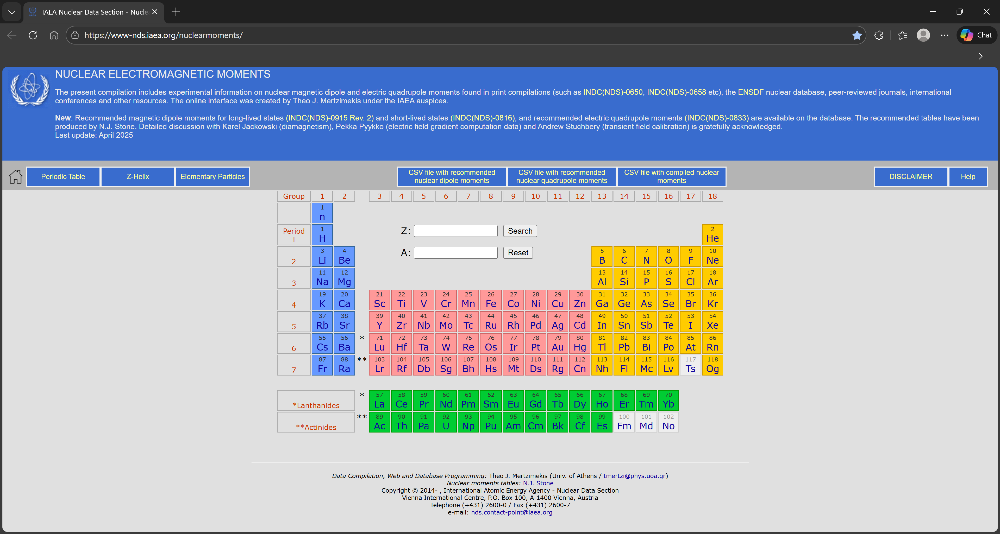 IAEA Nuclear Data Section - Nucle
https://www-nds.iaea.org/nuclearmoments/
Chat
IAEA
NUCLEAR ELECTROMAGNETIC MOMENTS
The present compilation includes experimental information on nuclear magnetic dipole and electric quadrupole moments found in print compilations (such as INDC(NDS)-0650, INDC(NDS)-0658 etc), the ENSDF nuclear database, peer-reviewed journals, international
conferences and other resources. The online interface was created by Theo J. Mertzimekis under the IAEA auspices.
New: Recommended magnetic dipole moments for long-lived states (INDC(NDS)-0915 Rev. 2) and short-lived states (INDC(NDS)-0816), and recommended electric quadrupole moments (INDC(NDS)-0833) are available on the database. The recommended tables have been
produced by N.J. Stone. Detailed discussion with Karel Jackowski (diamagnetism), Pekka Pyykko (electric field gradient computation data) and Andrew Stuchbery (transient field calibration) is gratefully acknowledged.
Last update: April 2025
Periodic Table Z-Helix Elementary Particles
CSV file with recommended
nuclear dipole moments
CSV file with recommended
nuclear quadrupole moments
CSV file with compiled nuclear
moments
DISCLAIMER Help
Group 1 2 3 4 5 6 7 8 9 10 11 12 13 14 15 16 17 18
1
n
Z: Search
A: Reset
Period
1
1 2
H He
3 4 5 6 7 8 9 10
2 Li Be B C N O F Ne
11 12 13 14 15 16 17 18
3 Na Mg Al Si P S Cl Ar
19 20 21 22 23 24 25 26 27 28 29 30 31 32 33 34 35 36
4 K Ca Sc Ti V Cr Mn Fe Co Ni Cu Zn Ga Ge As Se Br Kr
37 38 39 40 41 42 43 44 45 46 47 48 49 50 51 52 53 54
5 Rb Sr Y Zr Nb Mo Tc Ru Rh Pd Ag Cd In Sn Sb Te I Xe
55 56 * 71 72 73 74 75 76 77 78 79 80 81 82 83 84 85 86
6 Cs Ba Lu Hf Ta W Re Os Ir Pt Au Hg Tl Pb Bi Po At Rn
87 88 ** 103 104 105 106 107 108 109 110 111 112 113 114 115 116 117 118
7 Fr Ra Lr Rf Db Sg Bh Hs Mt Ds Rg Cn Nh Fl Mc Lv Ts Og
* 57 58 59 60 61 62 63 64 65 66 67 68 69 70
*Lanthanides La Ce Pr Nd Pm Sm Eu Gd Tb Dy Ho Er Tm Yb
** 89 90 91 92 93 94 95 96 97 98 99 100 101 102
**Actinides Ac Th Pa U Np Pu Am Cm Bk Cf Es Fm Md No
Data Compilation, Web and Database Programming: Theo J. Mertzimekis (Univ. of Athens / tmertzi@phys.uoa.gr)
Nuclear moments tables: N.J. Stone
Copyright © 2014- , International Atomic Energy Agency - Nuclear Data Section
Vienna International Centre, P.O. Box 100, A-1400 Vienna, Austria
Telephone (+431) 2600-0 / Fax (+431) 2600-7
e-mail: nds.contact-point@iaea.org